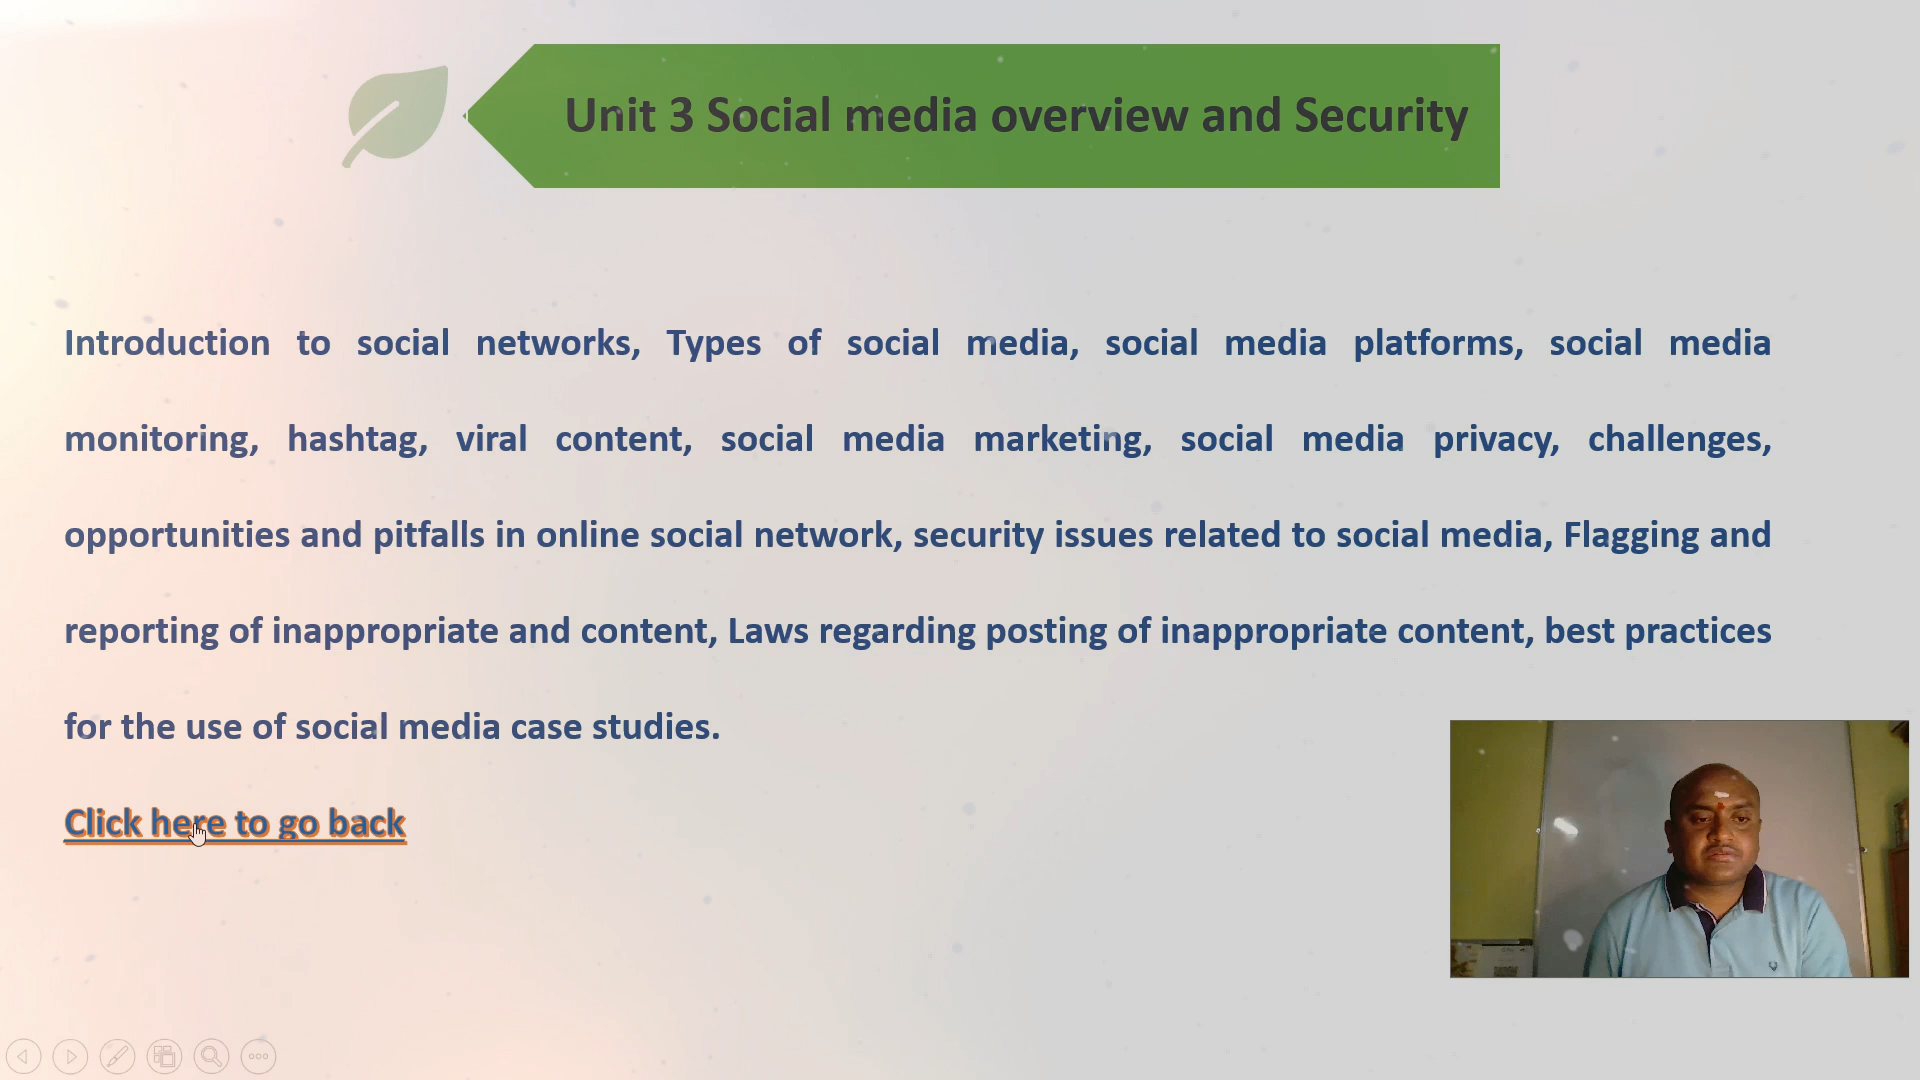 Unit 3 Social media overview and Security
Introduction to social networks, Types of social media, social media platforms, social media
monitoring, hashtag, viral content, social media marketing, social media privacy, challenges,
opportunities and pitfalls in online social network, security issues related to social media, Flagging and
reporting of inappropriate and content, Laws regarding posting of inappropriate content, best practices
for the use of social media case studies.
Click here to go back